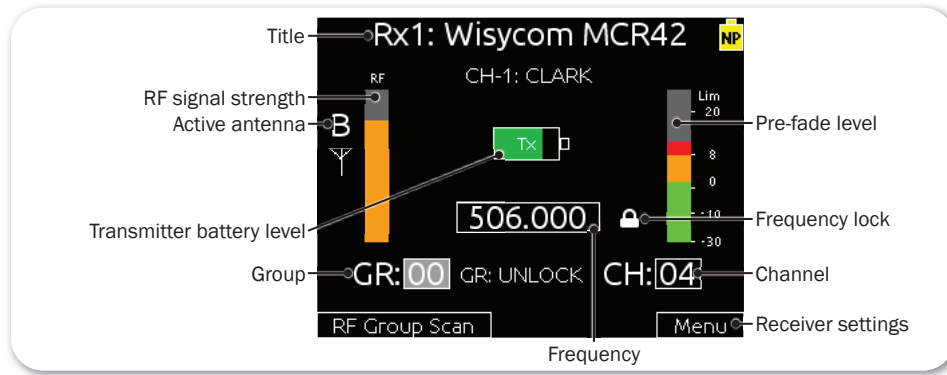 Title
Rx1: Wisycom MCR42
NP
CH-1: CLARK
RF
RF signal strength
Active antenna
B
Lim
20
Pre-fade level
Tx
8
0
Transmitter battery level
506.000
-10
Frequency lock
-30
Group
GR: 00
GR: UNLOCK
CH: 04
Channel
RF Group Scan
Menu
Receiver settings
Frequency